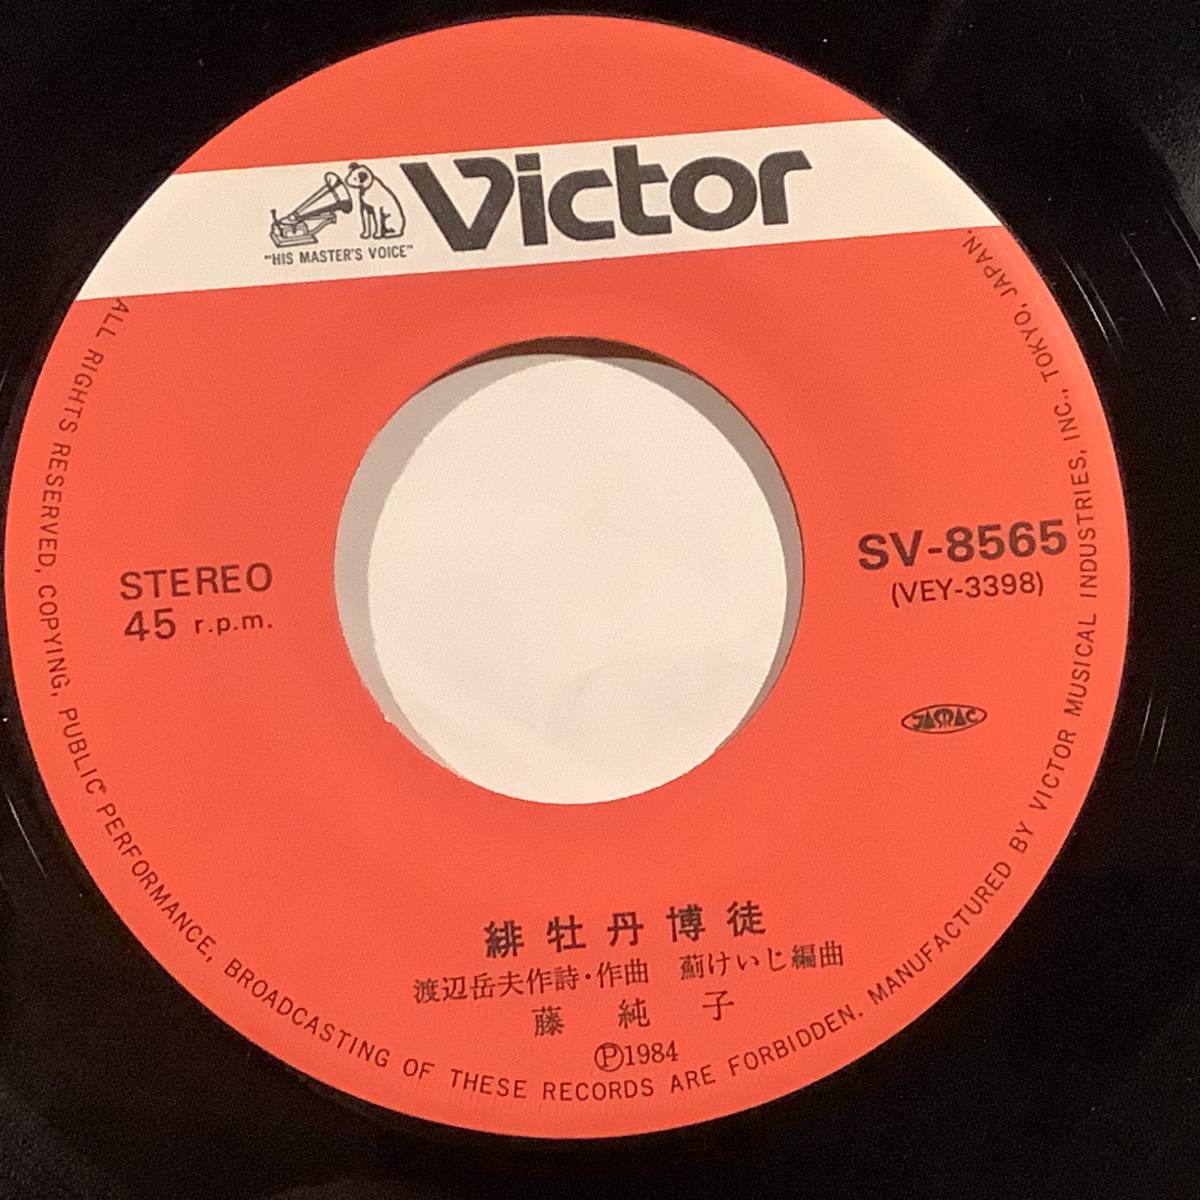 Victor
"HIS MASTER'S VOICE"
STEREO
45 r.p.m.
SV-8565
(VEY-3398)
JASRAC
緋牡丹博徒
渡辺岳夫作詩・作曲 薊けいじ編曲
藤 純 子
Ⓟ1984
ALL RIGHTS RESERVED, COPYING, PUBLIC PERFORMANCE, BROADCASTING OF THESE RECORDS ARE FORBIDDEN. MANUFACTURED BY VICTOR MUSICAL INDUSTRIES, INC., TOKYO, JAPAN.